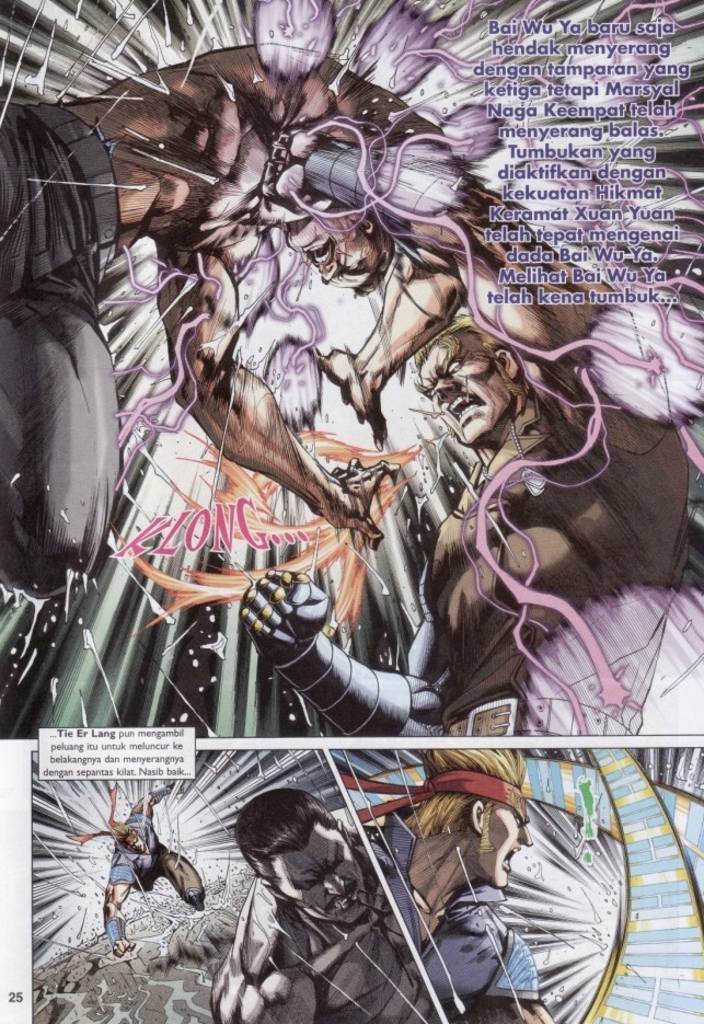 Bai Wu Ya baru saja
hendak menyerang
dengan tamparan yang
ketiga tetapi Marsyal
Naga Keempat telah
menyerang balas.
Tumbukan yang
diaktifkan dengan
kekuatan Hikmat
Keramat Xuan Yuan
telah tepat mengenai
dada Bai Wu Ya.
Melihat Bai Wu Ya
telah kena tumbuk...
KLONG...
...Tie Er Lang pun mengambil
peluang itu untuk meluncur ke
belakangnya dan menyerangnya
dengan sepantas kilat. Nasib baik...
!
25